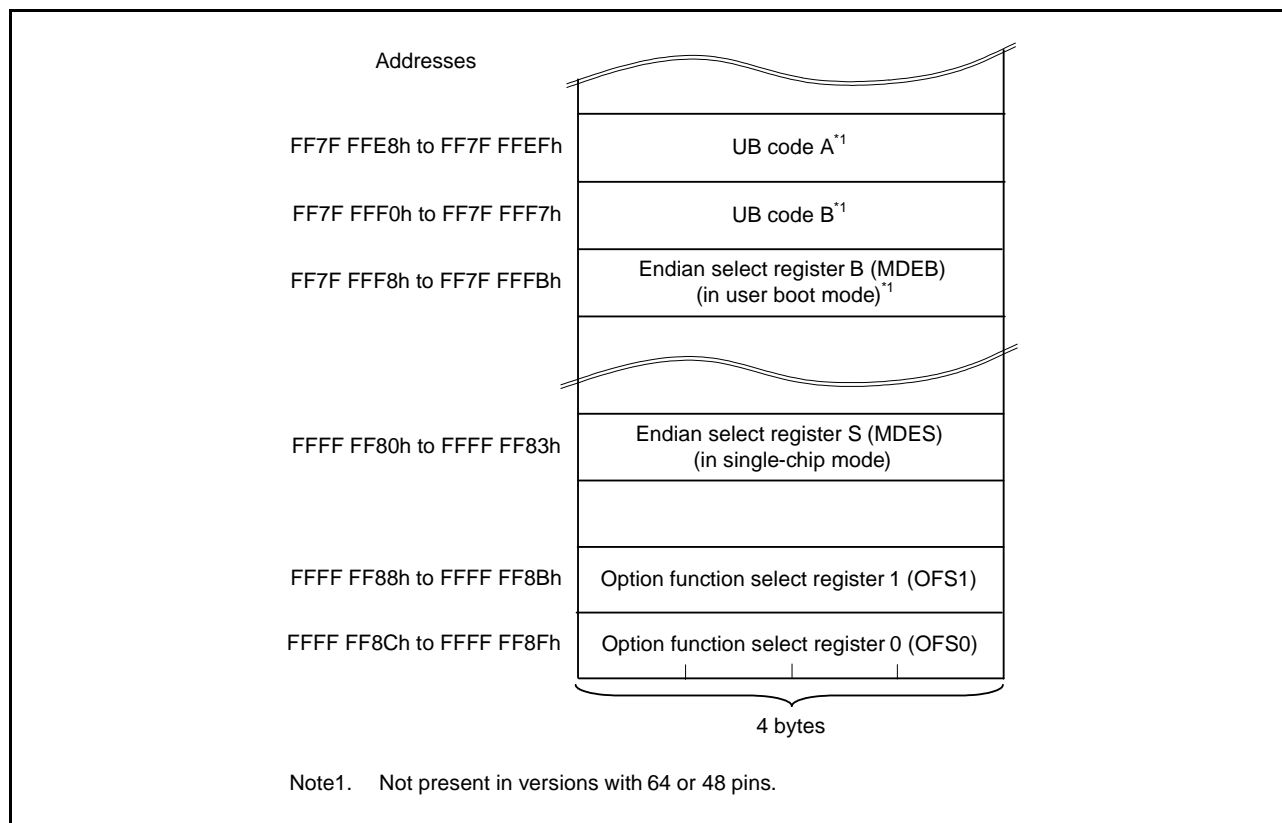 Addresses
FF7F FFE8h to FF7F FFEFh UB code A*1
FF7F FFF0h to FF7F FFF7h UB code B*1
FF7F FFF8h to FF7F FFFBh Endian select register B (MDEB)
(in user boot mode)*1
FFFF FF80h to FFFF FF83h Endian select register S (MDES)
(in single-chip mode)
FFFF FF88h to FFFF FF8Bh Option function select register 1 (OFS1)
FFFF FF8Ch to FFFF FF8Fh Option function select register 0 (OFS0)
4 bytes
Note1. Not present in versions with 64 or 48 pins.